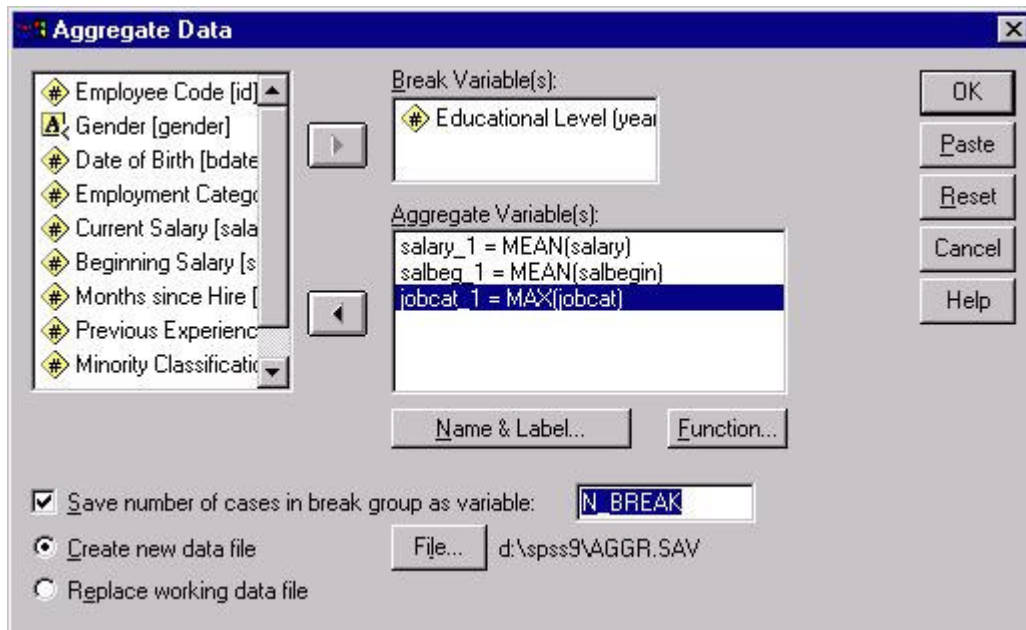 Aggregate Data
Employee Code [id]
Gender [gender]
Date of Birth [bdate
Employment Catego
Current Salary [sala
Beginning Salary [s
Months since Hire [
Previous Experienc
Minority Classificatio
Break Variable(s):
Educational Level (year
Aggregate Variable(s):
salary_1 = MEAN(salary)
salbeg_1 = MEAN(salbegin)
jobcat_1 = MAX(jobcat)
Name & Label...
Function...
OK
Paste
Reset
Cancel
Help
Save number of cases in break group as variable:
N_BREAK
Create new data file
File...
d:\spss9\AGGR.SAV
Replace working data file